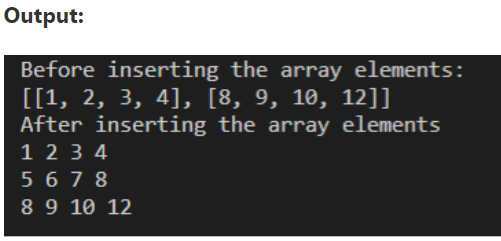 Output:
Before inserting the array elements:
[[1, 2, 3, 4], [8, 9, 10, 12]]
After inserting the array elements
1 2 3 4
5 6 7 8
8 9 10 12